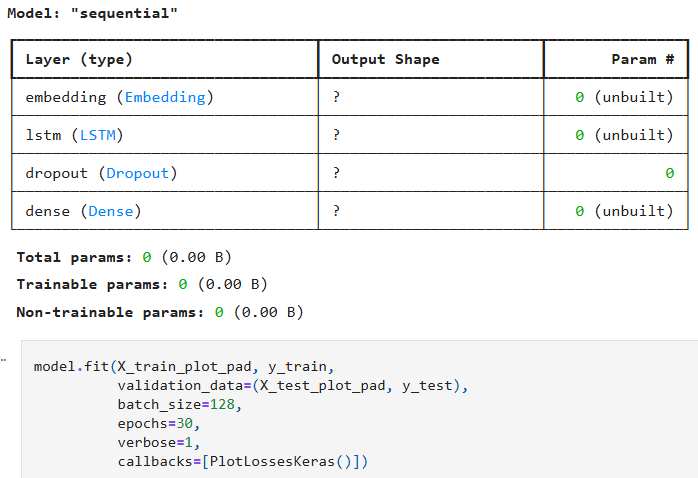 Model: "sequential"
Layer (type) Output Shape Param #
embedding (Embedding) ? 0 (unbuilt)
lstm (LSTM) ? 0 (unbuilt)
dropout (Dropout) ? 0
dense (Dense) ? 0 (unbuilt)
Total params: 0 (0.00 B)
Trainable params: 0 (0.00 B)
Non-trainable params: 0 (0.00 B)
model.fit(X_train_plot_pad, y_train,
validation_data=(X_test_plot_pad, y_test),
batch_size=128,
epochs=30,
verbose=1,
callbacks=[PlotLossesKeras()])